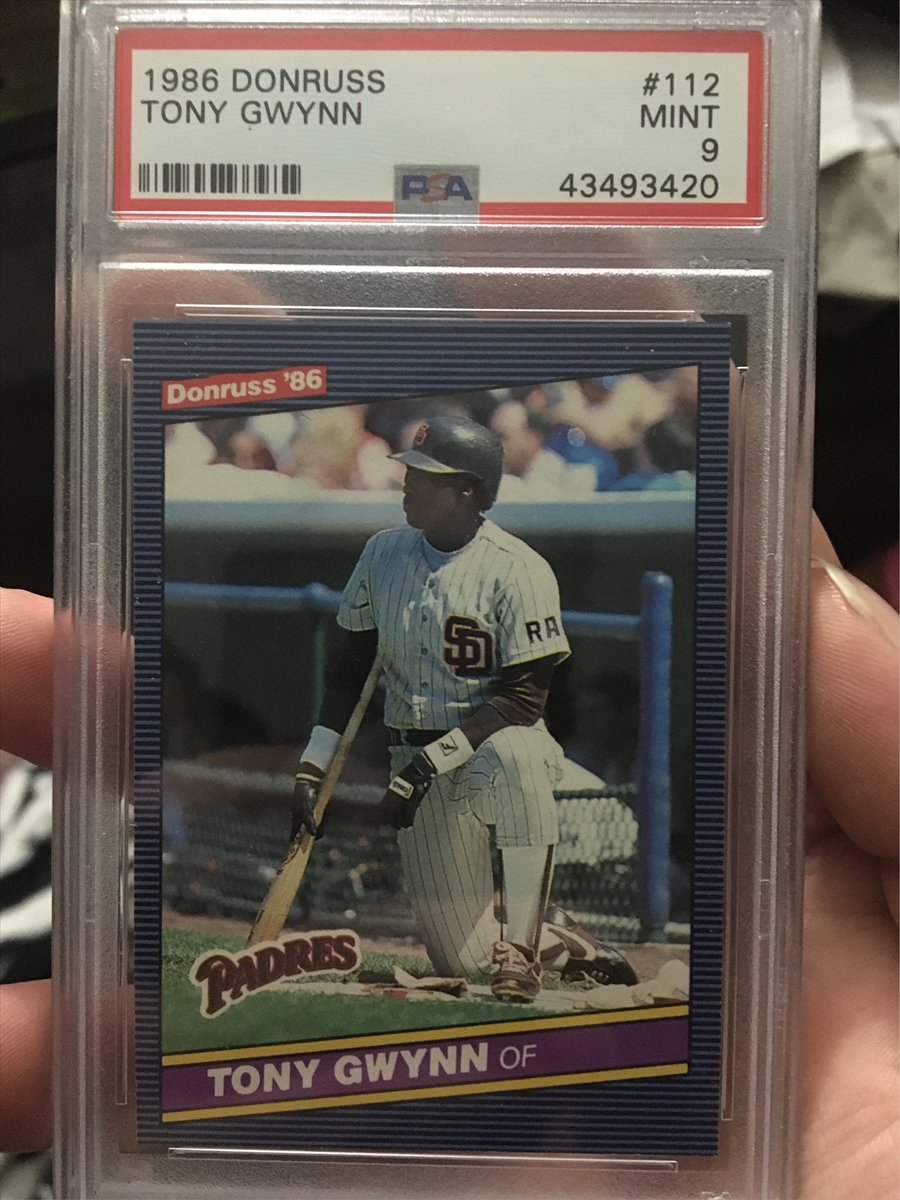 1986 DONRUSS #112
TONY GWYNN MINT
9
PSA 43493420
Donruss '86
SD
RA
PADRES
TONY GWYNN OF